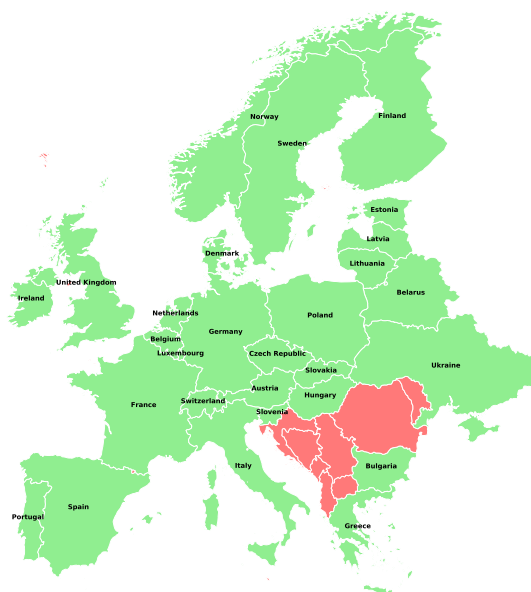 Norway
Finland
Sweden
Estonia
Latvia
Denmark
Lithuania
United Kingdom
Belarus
Ireland
Netherlands
Poland
Germany
Belgium
Luxembourg
Czech Republic
Ukraine
Slovakia
Austria
Hungary
Switzerland
France
Slovenia
Italy
Bulgaria
Spain
Portugal
Greece